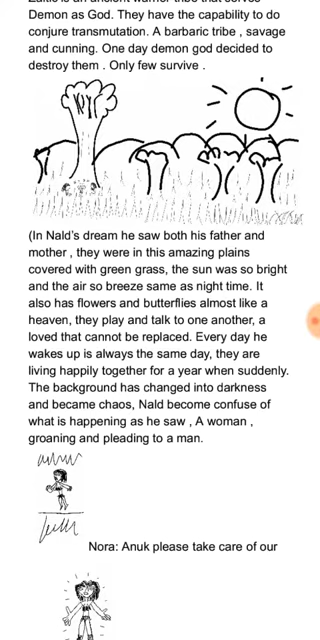 Demon as God. They have the capability to do
conjure transmutation. A barbaric tribe , savage
and cunning. One day demon god decided to
destroy them . Only few survive .
(In Nald's dream he saw both his father and
mother , they were in this amazing plains
covered with green grass, the sun was so bright
and the air so breeze same as night time. It
also has flowers and butterflies almost like a
heaven, they play and talk to one another, a
loved that cannot be replaced. Every day he
wakes up is always the same day, they are
living happily together for a year when suddenly.
The background has changed into darkness
and became chaos, Nald become confuse of
what is happening as he saw , A woman ,
groaning and pleading to a man.
Nora: Anuk please take care of our